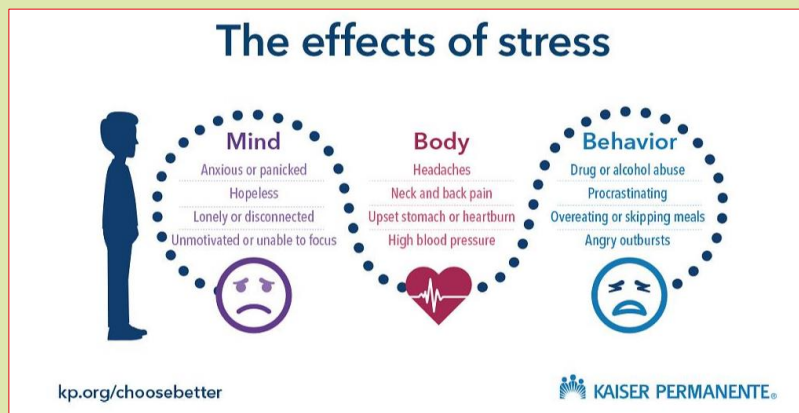 The effects of stress
Mind
Anxious or panicked
Hopeless
Lonely or disconnected
Unmotivated or unable to focus
Body
Headaches
Neck and back pain
Upset stomach or heartburn
High blood pressure
Behavior
Drug or alcohol abuse
Procrastinating
Overeating or skipping meals
Angry outbursts
kp.org/choosebetter
KAISER PERMANENTE®